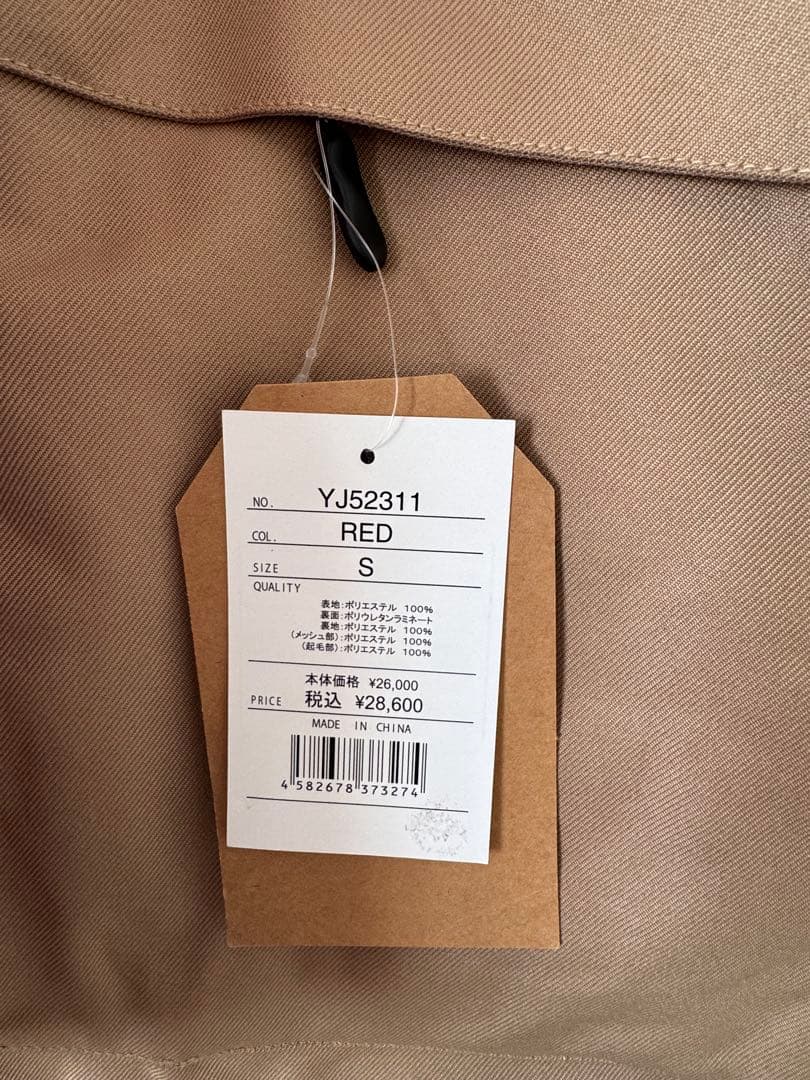 NO. YJ52311
COL. RED
SIZE S
QUALITY
表地:ポリエステル 100%
裏面:ポリウレタンラミネート
裏地:ポリエステル 100%
(メッシュ部):ポリエステル 100%
(起毛部):ポリエステル 100%
本体価格 ¥26,000
PRICE 税込 ¥28,600
MADE IN CHINA
4 582678 373274